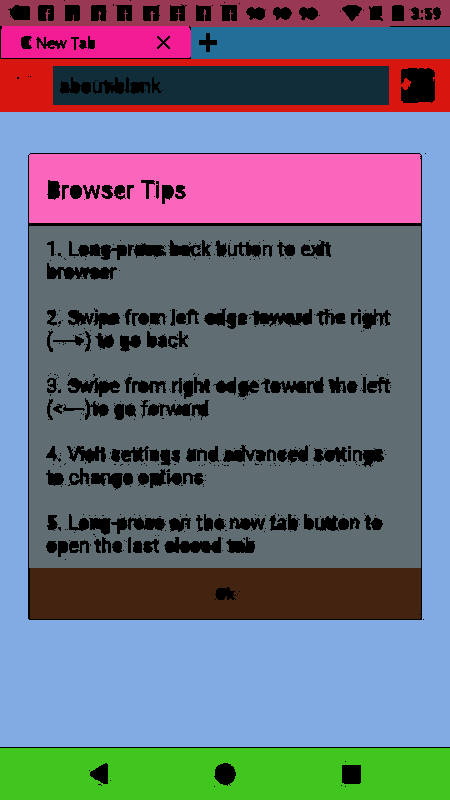 3:59
New Tab
about:blank
Browser Tips
1. Long-press back button to exit
browser
2. Swipe from left edge toward the right
(--->) to go back
3. Swipe from right edge toward the left
(<---)to go forward
4. Visit settings and advanced settings
to change options
5. Long-press on the new tab button to
open the last closed tab
Ok